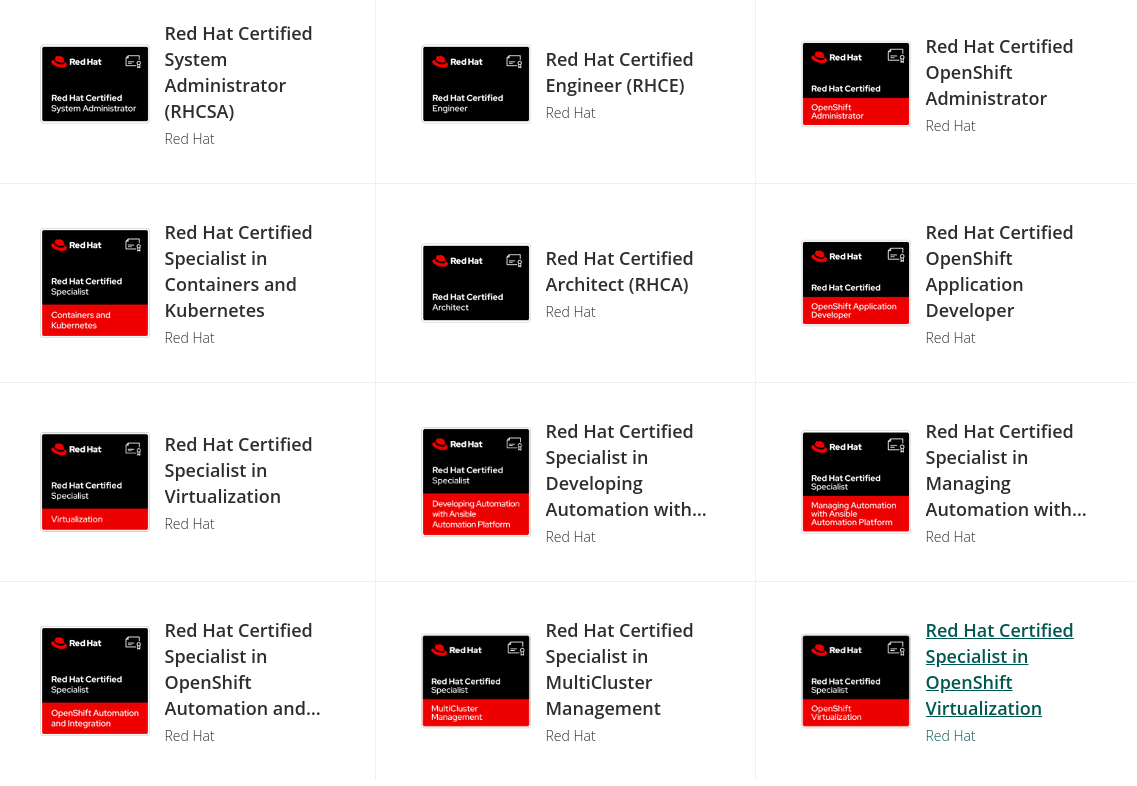 Red Hat
Red Hat Certified
System Administrator
Red Hat Certified
System
Administrator
(RHCSA)
Red Hat
Red Hat
Red Hat Certified
Engineer
Red Hat Certified
Engineer (RHCE)
Red Hat
Red Hat
Red Hat Certified
OpenShift
Administrator
Red Hat Certified
OpenShift
Administrator
Red Hat
Red Hat
Red Hat Certified
Specialist
Containers and
Kubernetes
Red Hat Certified
Specialist in
Containers and
Kubernetes
Red Hat
Red Hat
Red Hat Certified
Architect
Red Hat Certified
Architect (RHCA)
Red Hat
Red Hat
Red Hat Certified
OpenShift Application
Developer
Red Hat Certified
OpenShift
Application
Developer
Red Hat
Red Hat
Red Hat Certified
Specialist
Virtualization
Red Hat Certified
Specialist in
Virtualization
Red Hat
Red Hat
Red Hat Certified
Specialist
Developing Automation
with Ansible
Automation Platform
Red Hat Certified
Specialist in
Developing
Automation with...
Red Hat
Red Hat
Red Hat Certified
Specialist
Managing Automation
with Ansible
Automation Platform
Red Hat Certified
Specialist in
Managing
Automation with...
Red Hat
Red Hat
Red Hat Certified
Specialist
OpenShift Automation
and Integration
Red Hat Certified
Specialist in
OpenShift
Automation and...
Red Hat
Red Hat
Red Hat Certified
Specialist
MultiCluster
Management
Red Hat Certified
Specialist in
MultiCluster
Management
Red Hat
Red Hat
Red Hat Certified
Specialist
OpenShift
Virtualization
Red Hat Certified
Specialist in
OpenShift
Virtualization
Red Hat